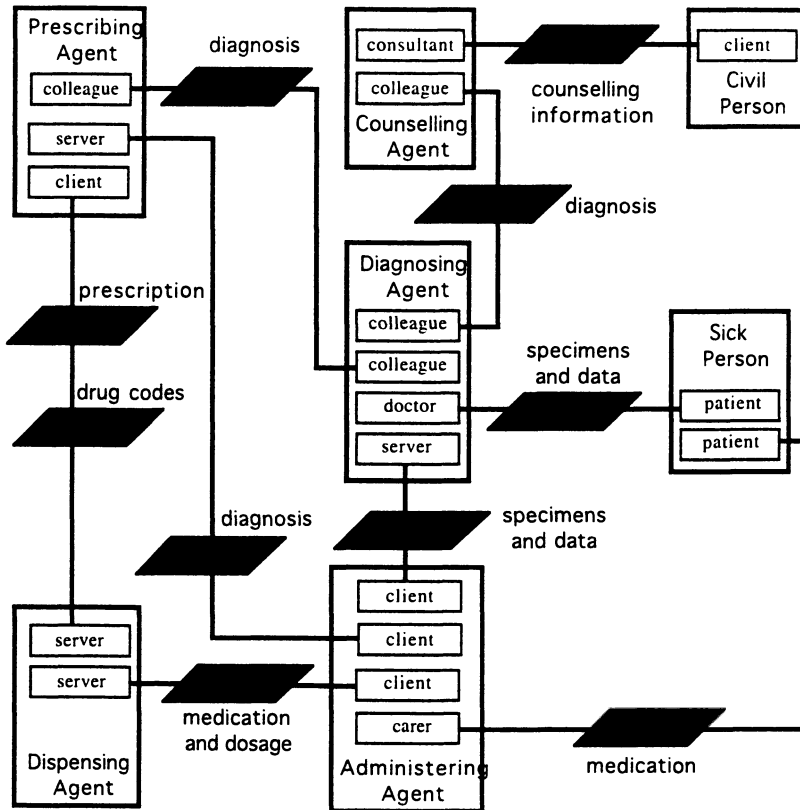 Prescribing
Agent
colleague
server
client
diagnosis
consultant
colleague
Counselling
Agent
counselling
information
client
Civil
Person
diagnosis
prescription
drug codes
Diagnosing
Agent
colleague
colleague
doctor
server
specimens
and data
Sick
Person
patient
patient
diagnosis
specimens
and data
server
server
Dispensing
Agent
medication
and dosage
client
client
client
carer
Administering
Agent
medication